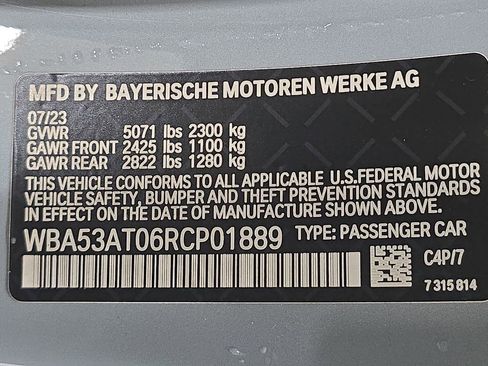 MFD BY BAYERISCHE MOTOREN WERKE AG
07/23
GVWR 5071 lbs 2300 kg
GAWR FRONT 2425 lbs 1100 kg
GAWR REAR 2822 lbs 1280 kg
THIS VEHICLE CONFORMS TO ALL APPLICABLE U.S.FEDERAL MOTOR
VEHICLE SAFETY, BUMPER AND THEFT PREVENTION STANDARDS
IN EFFECT ON THE DATE OF MANUFACTURE SHOWN ABOVE.
WBA53AT06RCP01889 TYPE: PASSENGER CAR
C4P/7
7 315 814